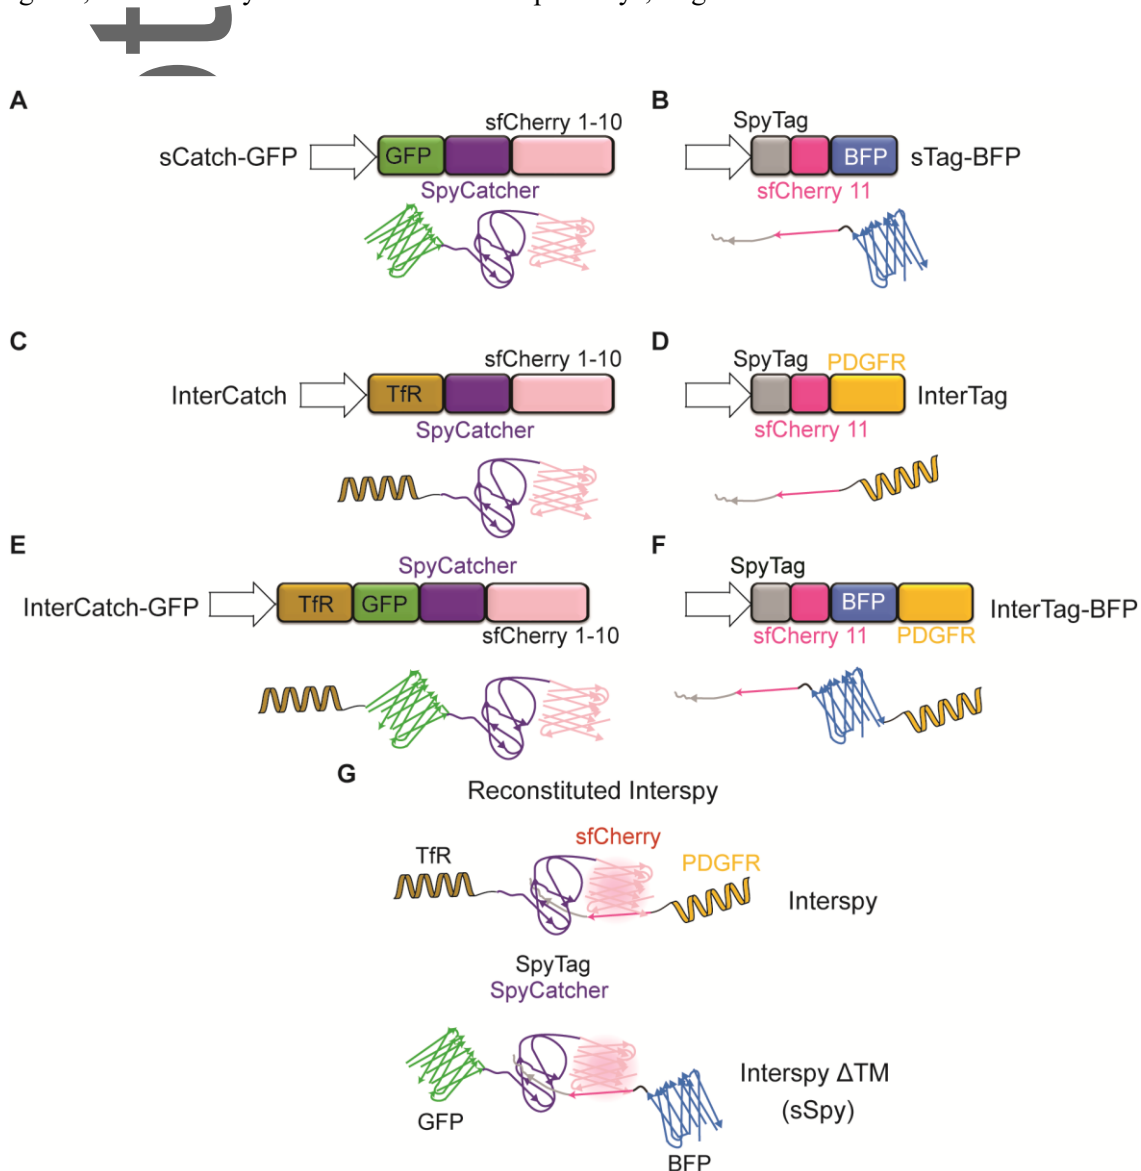 A
B
sfCherry 1-10
SpyTag
sCatch-GFP
GFP
BFP
sTag-BFP
SpyCatcher
sfCherry 11
C
D
sfCherry 1-10
SpyTag
PDGFR
InterCatch
TfR
InterTag
SpyCatcher
sfCherry 11
E
F
SpyCatcher
SpyTag
InterCatch-GFP
TfR
GFP
BFP
InterTag-BFP
sfCherry 1-10
sfCherry 11
PDGFR
G
Reconstituted Interspy
sfCherry
TfR
PDGFR
Interspy
SpyTag
SpyCatcher
Interspy ΔTM
(sSpy)
GFP
BFP